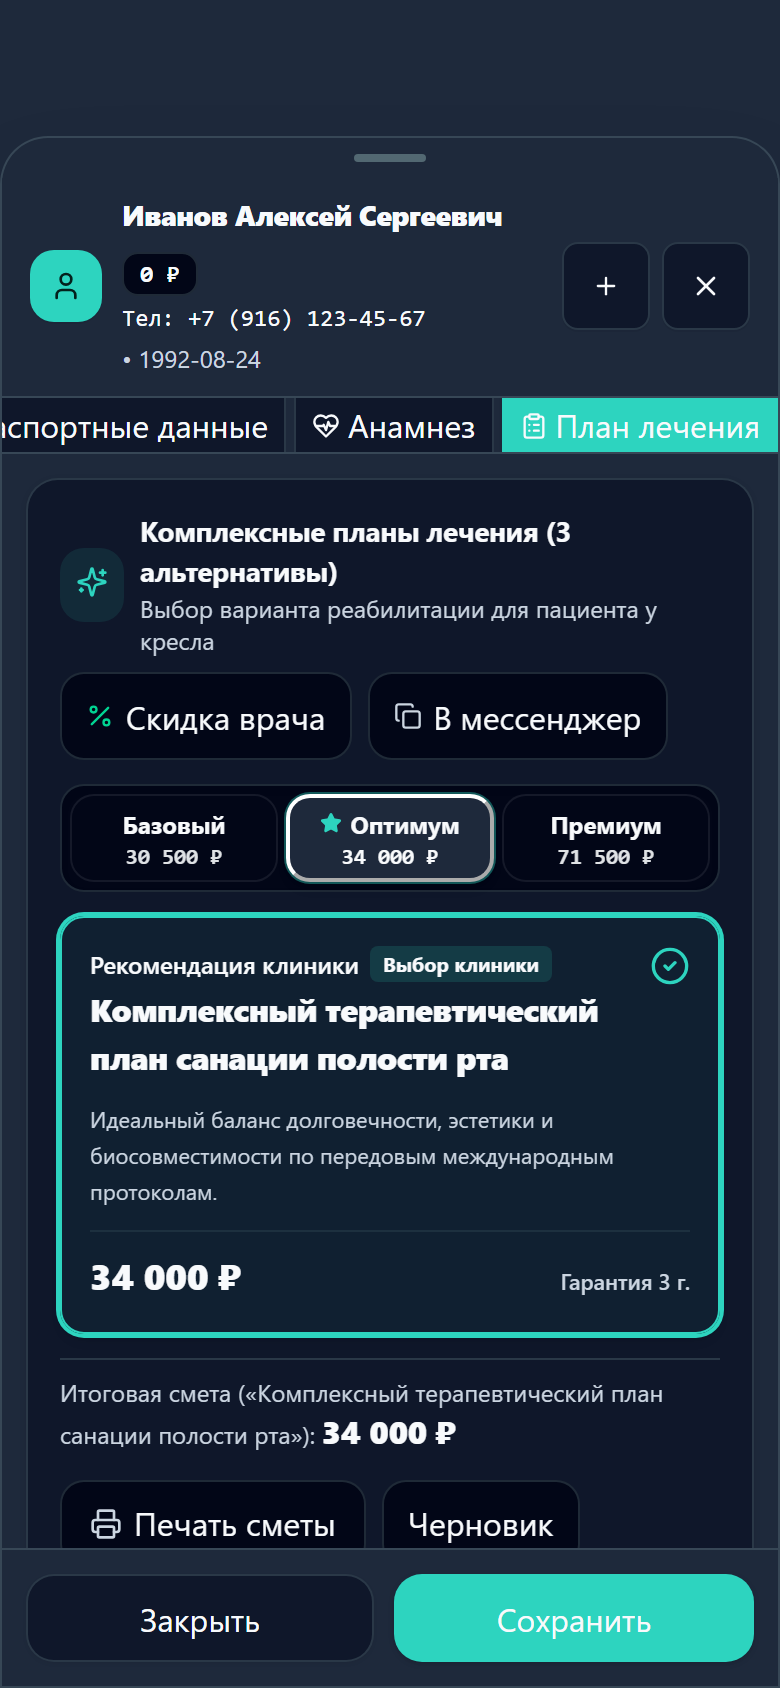 Иванов Алексей Сергеевич
0 ₽
Тел: +7 (916) 123-45-67
• 1992-08-24
аспортные данные
Анамнез
План лечения
Комплексные планы лечения (3
альтернативы)
Выбор варианта реабилитации для пациента у
кресла
Скидка врача
В мессенджер
Базовый
30 500 ₽
Оптимум
34 000 ₽
Премиум
71 500 ₽
Рекомендация клиники
Выбор клиники
Комплексный терапевтический
план санации полости рта
Идеальный баланс долговечности, эстетики и
биосовместимости по передовым международным
протоколам.
34 000 ₽
Гарантия 3 г.
Итоговая смета («Комплексный терапевтический план
санации полости рта»): 34 000 ₽
Печать сметы
Черновик
Закрыть
Сохранить